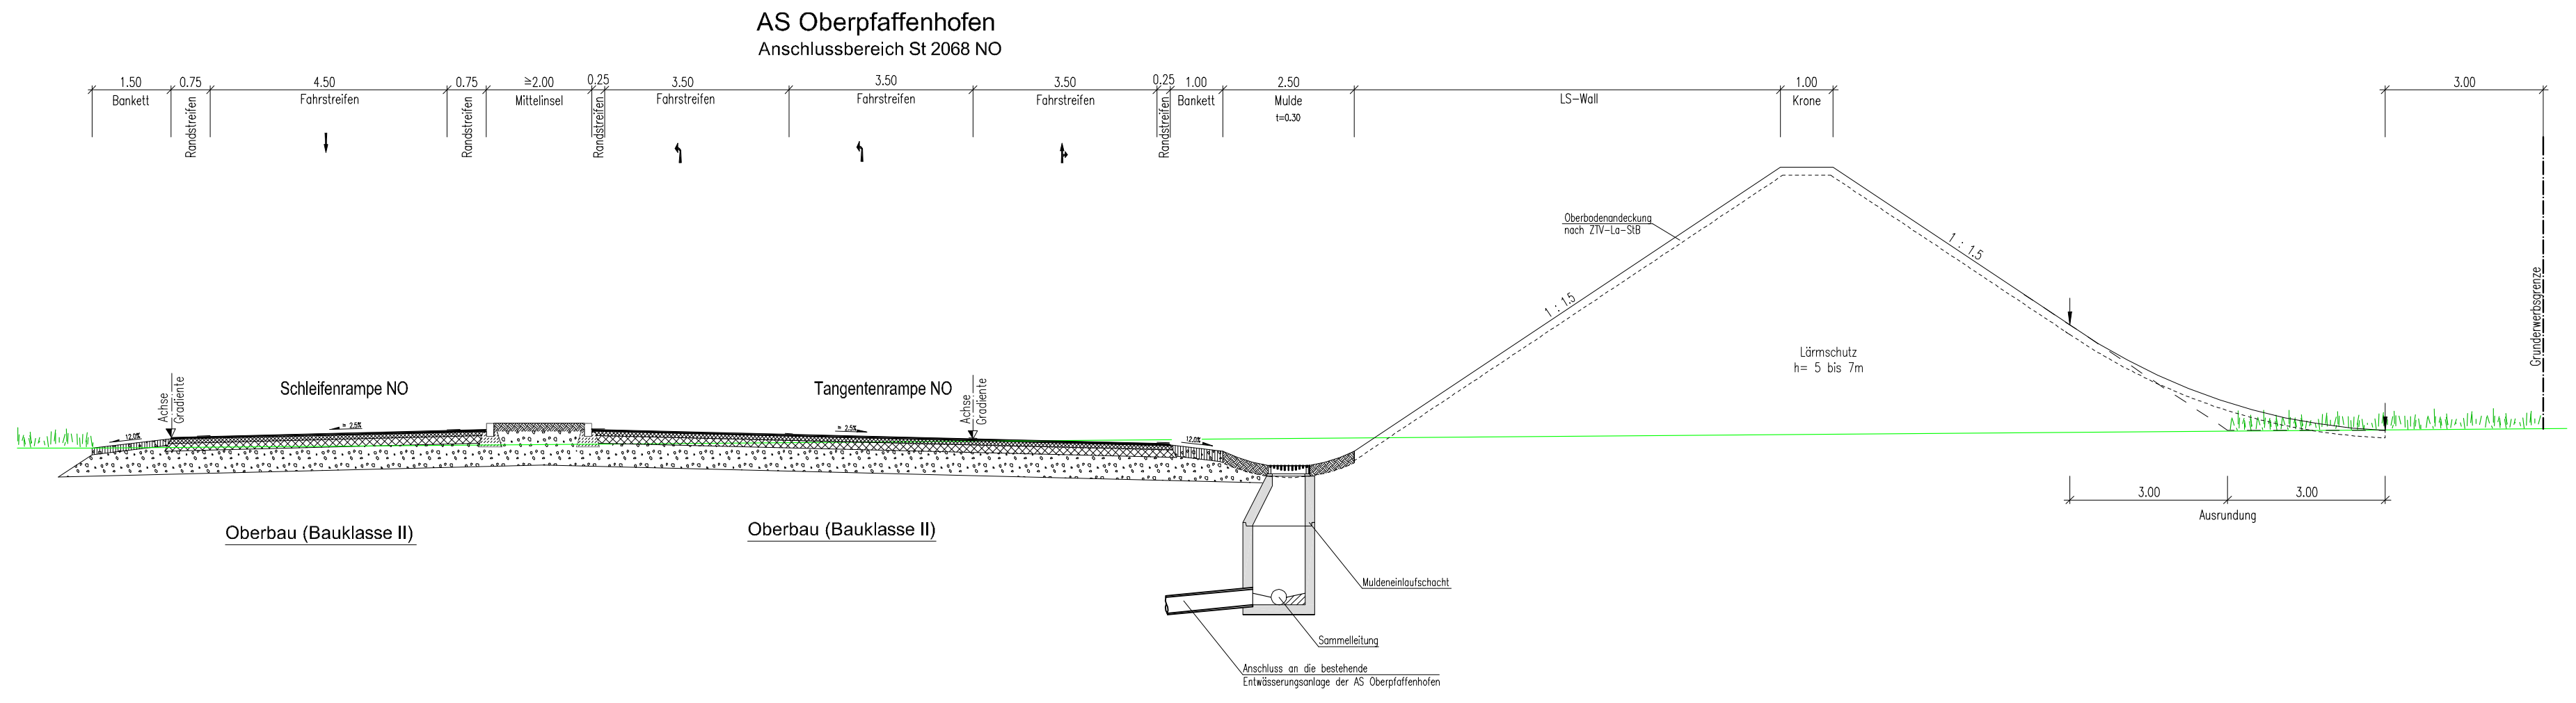 AS Oberpfaffenhofen
Anschlussbereich St 2068 NO
1.50 0.75 4.50 0.75 ≥2.00 0.25 3.50 3.50 3.50 0.25 1.00 2.50 1.00 3.00
Bankett Randstreifen Fahrstreifen Randstreifen Mittelinsel Randstreifen Fahrstreifen Fahrstreifen Fahrstreifen Randstreifen Bankett Mulde LS-Wall Krone
t=0.30
Oberbodenandeckung
nach ZTV-La-StB
1 : 1.5
1 : 1.5
Grunderwerbsgrenze
Lärmschutz
h= 5 bis 7m
Achse
Gradiente
Schleifenrampe NO
Tangentenrampe NO
Achse
Gradiente
12.0%
= 2.5%
= 2.5%
12.0%
3.00 3.00
Ausrundung
Oberbau (Bauklasse II)
Oberbau (Bauklasse II)
Muldeneinlaufschacht
Sammelleitung
Anschluss an die bestehende
Entwässerungsanlage der AS Oberpfaffenhofen